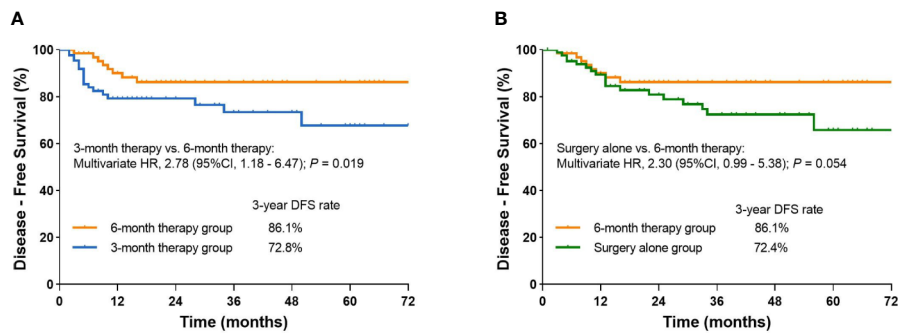 A
Disease - Free Survival (%)
100
80
60
40
20
0
3-month therapy vs. 6-month therapy:
Multivariate HR, 2.78 (95%CI, 1.18 - 6.47); P = 0.019
3-year DFS rate
6-month therapy group 86.1%
3-month therapy group 72.8%
0 12 24 36 48 60 72
Time (months)
B
Disease - Free Survival (%)
100
80
60
40
20
0
Surgery alone vs. 6-month therapy:
Multivariate HR, 2.30 (95%CI, 0.99 - 5.38); P = 0.054
3-year DFS rate
6-month therapy group 86.1%
Surgery alone group 72.4%
0 12 24 36 48 60 72
Time (months)